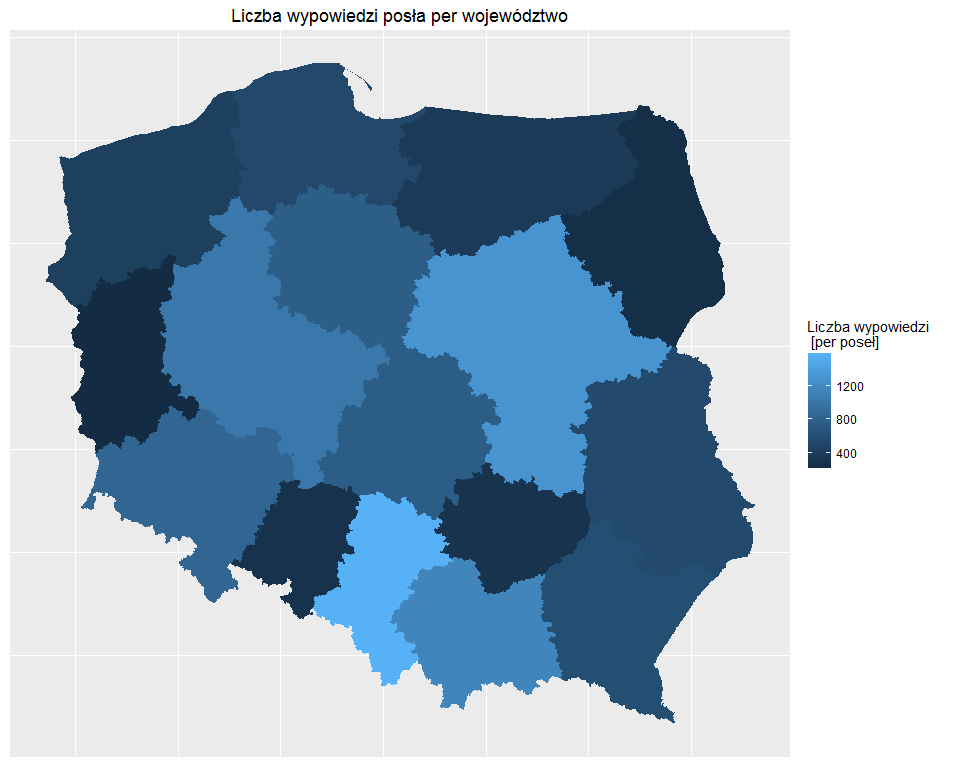 Liczba wypowiedzi posła per województwo
Liczba wypowiedzi
[per poseł]
1200
800
400